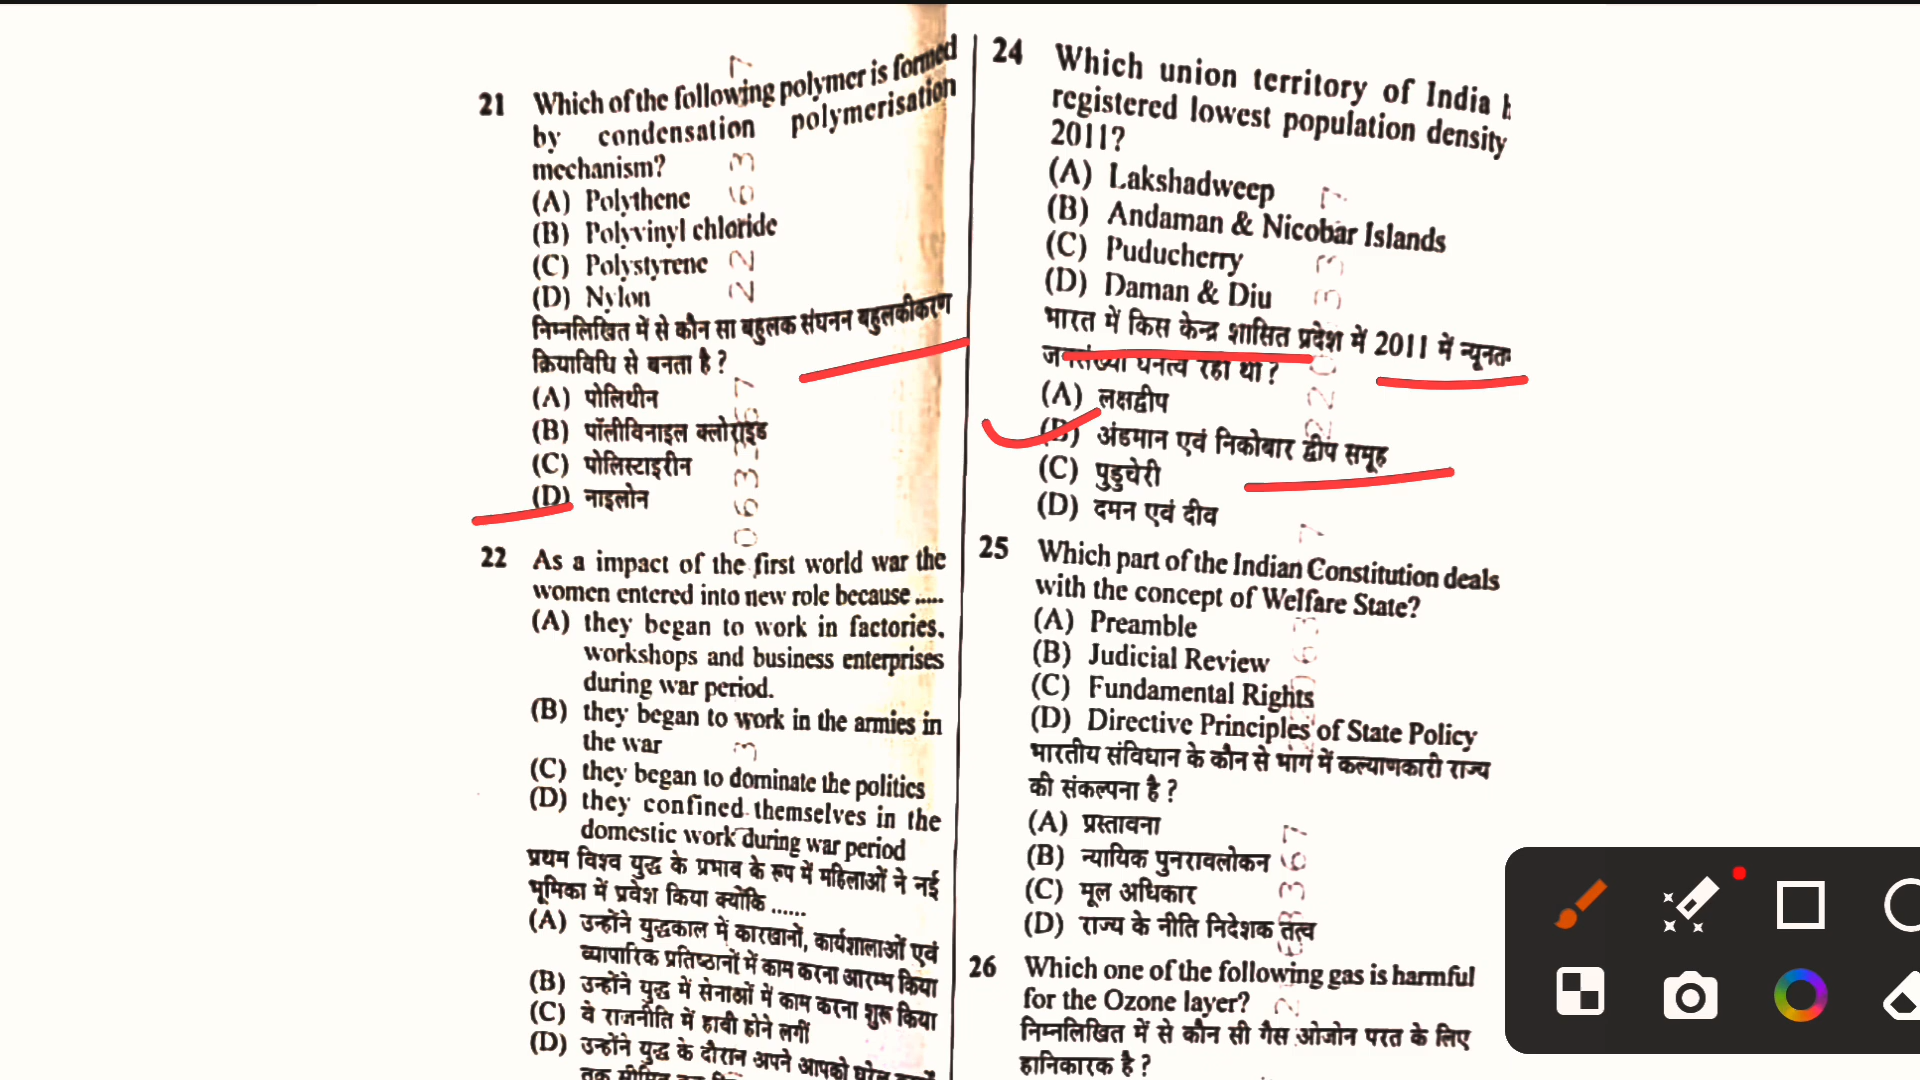 21 Which of the following polymer is formed
by condensation polymerisation
mechanism?
(A) Polythene
(B) Polyvinyl chloride
(C) Polystyrene
(D) Nylon
निम्नलिखित में से कौन सा बहुलक संघनन बहुलकीकरण
क्रियाविधि से बनता है ?
(A) पोलिथीन
(B) पॉलीविनाइल क्लोराइड
(C) पोलिस्टाइरीन
(D) नाइलोन
22 As a impact of the first world war the
women entered into new role because .....
(A) they began to work in factories,
workshops and business enterprises
during war period.
(B) they began to work in the armies in
the war
(C) they began to dominate the politics
(D) they confined themselves in the
domestic work during war period
प्रथम विश्व युद्ध के प्रभाव के रूप में महिलाओं ने नई
भूमिका में प्रवेश किया क्योंकि ......
(A) उन्होंने युद्धकाल में कारखानों, कार्यशालाओं एवं
व्यापारिक प्रतिष्ठानों में काम करना आरम्भ किया
(B) उन्होंने युद्ध में सेनाओं में काम करना शुरू किया
(C) वे राजनीति में हावी होने लगीं
(D) उन्होंने युद्ध के दौरान अपने आपको घरेलू
24 Which union territory of India
registered lowest population density
2011?
(A) Lakshadweep
(B) Andaman & Nicobar Islands
(C) Puducherry
(D) Daman & Diu
भारत में किस केन्द्र शासित प्रदेश में 2011 में
जनसंख्या घनत्व रहा था ?
(A) लक्षद्वीप
(B) अंडमान एवं निकोबार द्वीप समूह
(C) पुडुचेरी
(D) दमन एवं दीव
25 Which part of the Indian Constitution deals
with the concept of Welfare State?
(A) Preamble
(B) Judicial Review
(C) Fundamental Rights
(D) Directive Principles of State Policy
भारतीय संविधान के कौन से भाग में कल्याणकारी राज्य
की संकल्पना है ?
(A) प्रस्तावना
(B) न्यायिक पुनरावलोकन
(C) मूल अधिकार
(D) राज्य के नीति निदेशक तत्व
26 Which one of the following gas is harmful
for the Ozone layer?
निम्नलिखित में से कौन सी गैस ओजोन परत के लिए
हानिकारक है ?